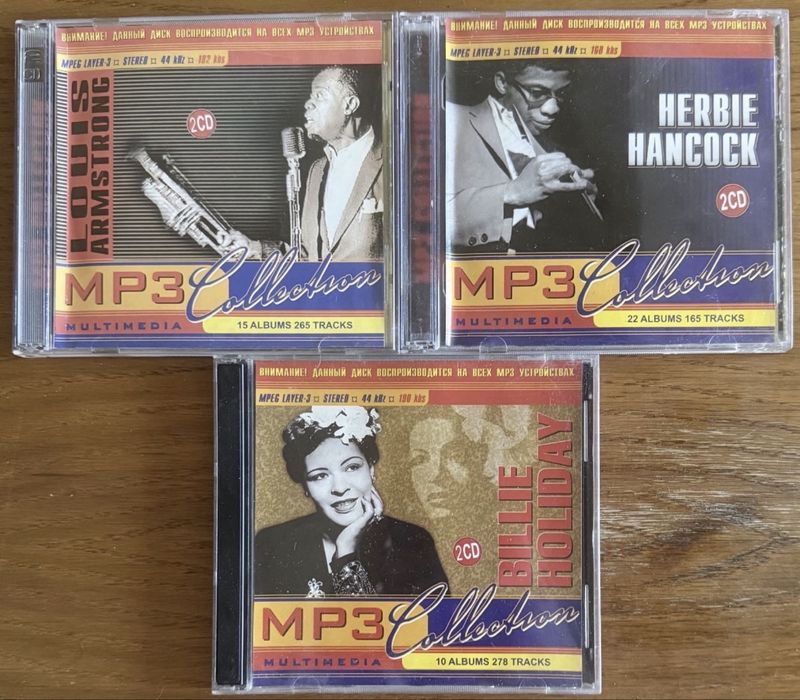 ВНИМАНИЕ! ДАННЫЙ ДИСК ВОСПРОИЗВОДИТСЯ НА ВСЕХ MP3 УСТРОЙСТВАХ
MPEG LAYER-3 ¤ STEREO ¤ 44 kHz ¤ 192 kbs
LOUIS
ARMSTRONG
2CD
MP3 Collection
MULTIMEDIA
15 ALBUMS 265 TRACKS
ВНИМАНИЕ! ДАННЫЙ ДИСК ВОСПРОИЗВОДИТСЯ НА ВСЕХ MP3 УСТРОЙСТВАХ
MPEG LAYER-3 ¤ STEREO ¤ 44 kHz ¤ 160 kbs
HERBIE
HANCOCK
2CD
MP3 Collection
MULTIMEDIA
22 ALBUMS 165 TRACKS
ВНИМАНИЕ! ДАННЫЙ ДИСК ВОСПРОИЗВОДИТСЯ НА ВСЕХ MP3 УСТРОЙСТВАХ
MPEG LAYER-3 ¤ STEREO ¤ 44 kHz ¤ 190 kbs
BILLIE
HOLIDAY
2CD
MP3 Collection
MULTIMEDIA
10 ALBUMS 278 TRACKS